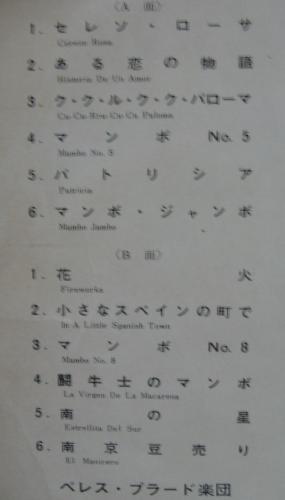 〈A 面〉
1. セレソ・ローサ
Cereso Rosa
2. ある恋の物語
Historia De Un Amor
3. ク・ク・ル・ク・ク・パローマ
Cu Cu Rru Cu Cu Paloma
4. マンボ No. 5
Mambo No. 5
5. パトリシア
Patricia
6. マンボ・ジャンボ
Mambo Jambo
〈B 面〉
1. 花火
Fireworks
2. 小さなスペインの町で
In A Little Spanish Town
3. マンボ No. 8
Mambo No. 8
4. 闘牛士のマンボ
La Virgen De La Macarena
5. 南の星
Estrellita Del Sur
6. 南京豆売り
El Manicero
ペレス・プラード楽団